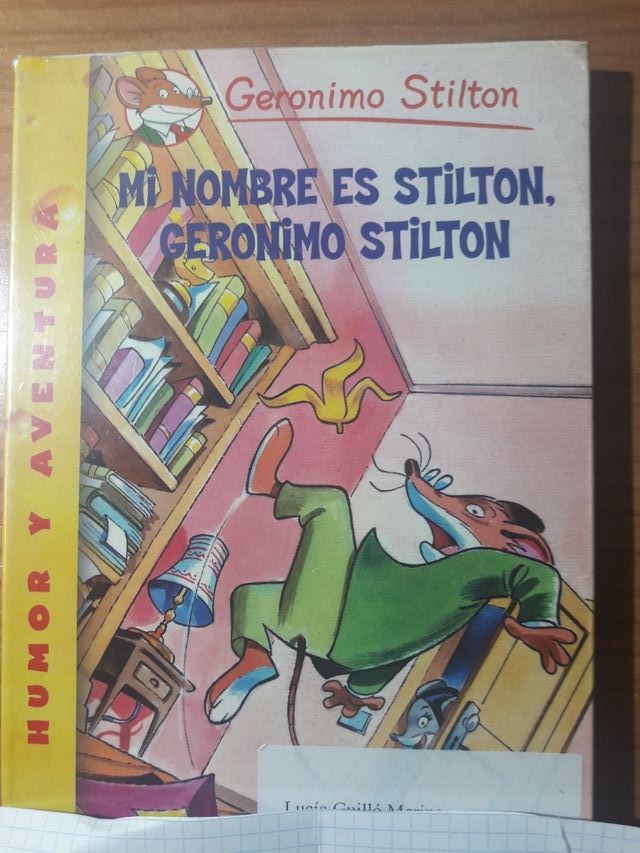 Geronimo Stilton
Mi NOMBRE ES STiLTON,
GERONiMO STiLTON
HUMOR Y AVENTURA
Lucía Guilló